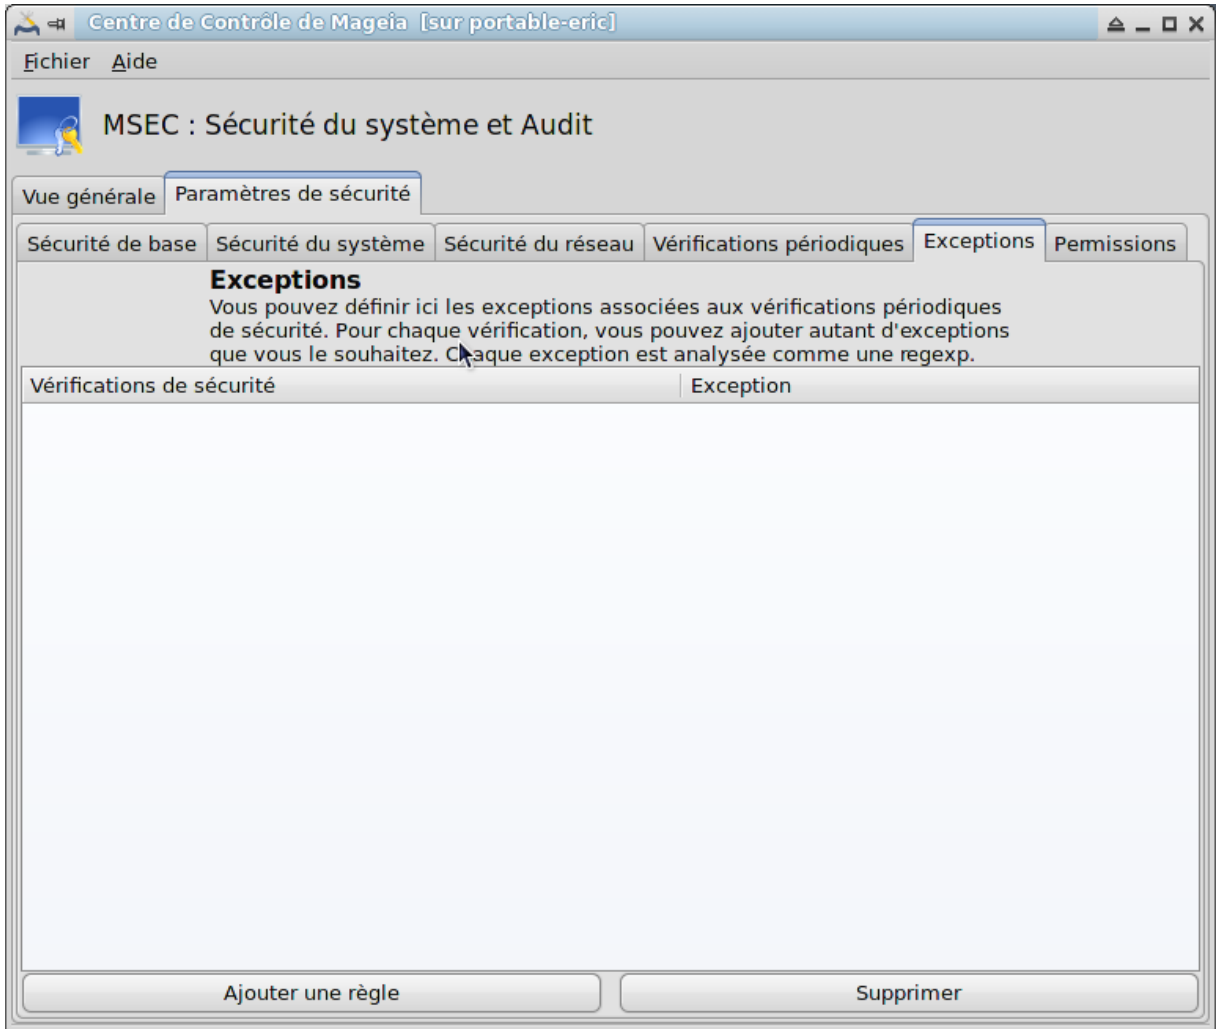 Centre de Contrôle de Mageia [sur portable-eric]
Fichier Aide
MSEC : Sécurité du système et Audit
Vue générale Paramètres de sécurité
Sécurité de base Sécurité du système Sécurité du réseau Vérifications périodiques Exceptions Permissions
Exceptions
Vous pouvez définir ici les exceptions associées aux vérifications périodiques
de sécurité. Pour chaque vérification, vous pouvez ajouter autant d'exceptions
que vous le souhaitez. Chaque exception est analysée comme une regexp.
Vérifications de sécurité Exception
Ajouter une règle Supprimer